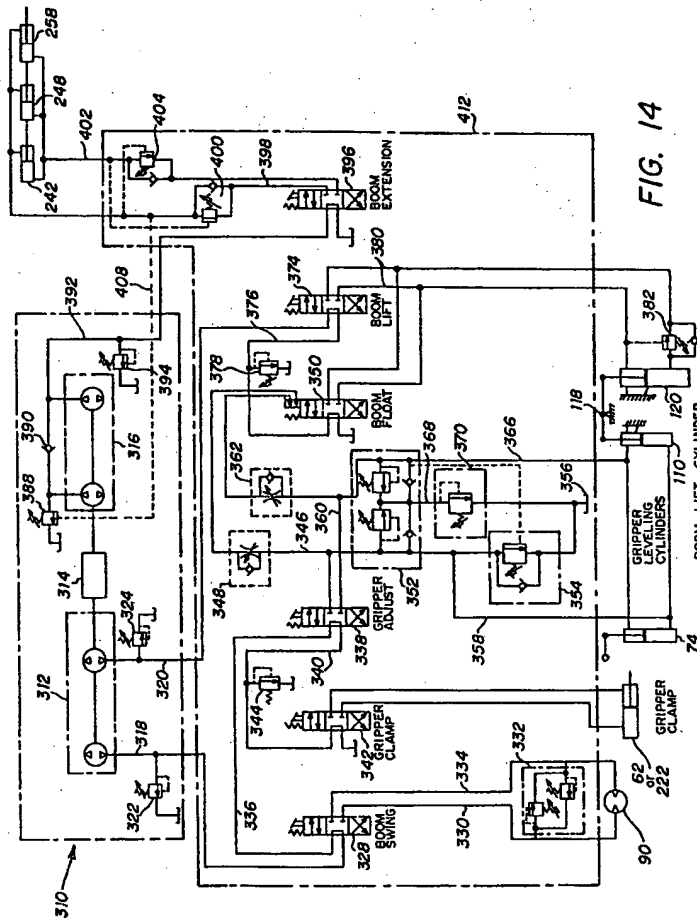 258
248
242
402
404
412
400
398
396
BOOM
EXTENSION
408
392
394
390
388
316
314
312
324
320
318
322
310
FIG. 14
374
376
380
BOOM
LIFT
378
350
BOOM
FLOAT
382
362
370
368
366
360
346
348
352
356
354
358
118
120
110
GRIPPER
ADJUST
338
340
344
342
GRIPPER
CLAMP
GRIPPER
LEVELING
CYLINDERS
74
336
334
332
330
328
BOOM
SWING
GRIPPER
CLAMP
62
or
222
90